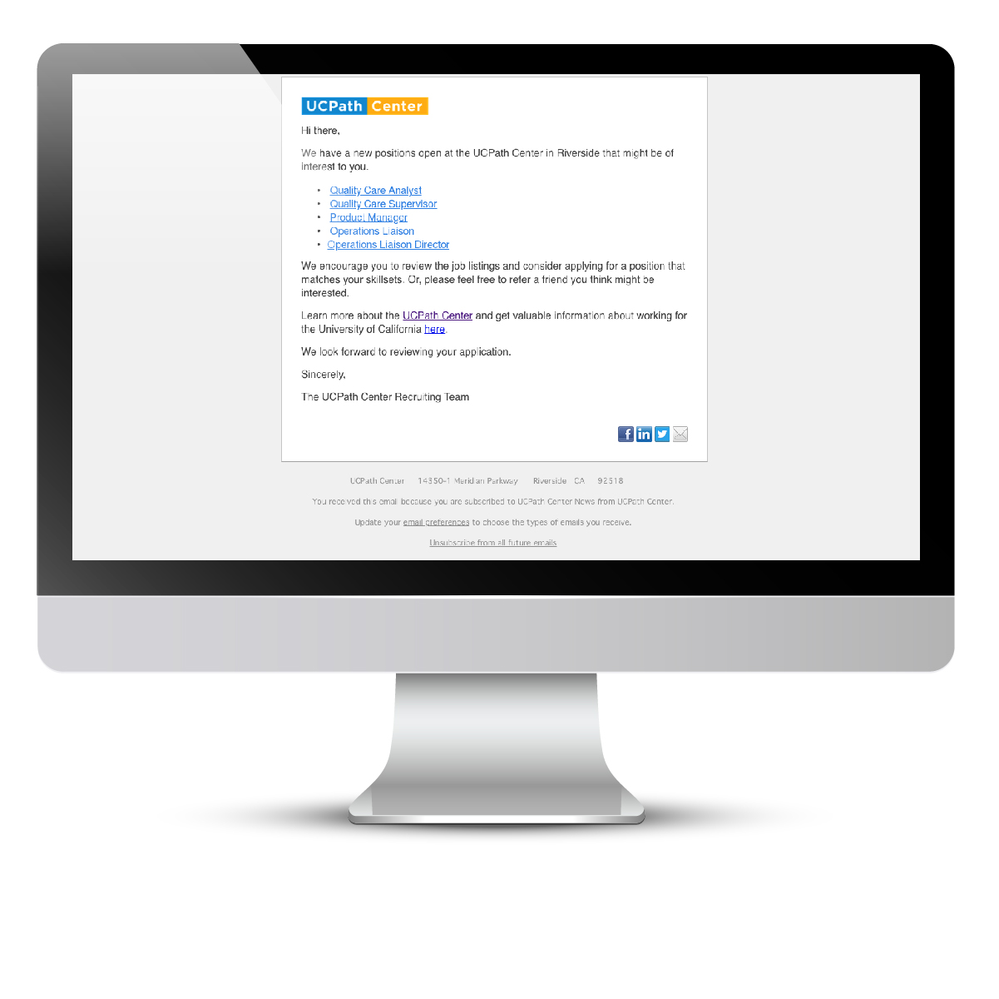 UCPath Center
Hi there,
We have a new positions open at the UCPath Center in Riverside that might be of
interest to you.
• Quality Care Analyst
• Quality Care Supervisor
• Product Manager
• Operations Liaison
• Operations Liaison Director
We encourage you to review the job listings and consider applying for a position that
matches your skillsets. Or, please feel free to refer a friend you think might be
interested.
Learn more about the UCPath Center and get valuable information about working for
the University of California here.
We look forward to reviewing your application.
Sincerely,
The UCPath Center Recruiting Team
f in
UCPath Center 14350-1 Meridian Parkway Riverside CA 92518
You received this email because you are subscribed to UCPath Center News from UCPath Center.
Update your email preferences to choose the types of emails you receive.
Unsubscribe from all future emails